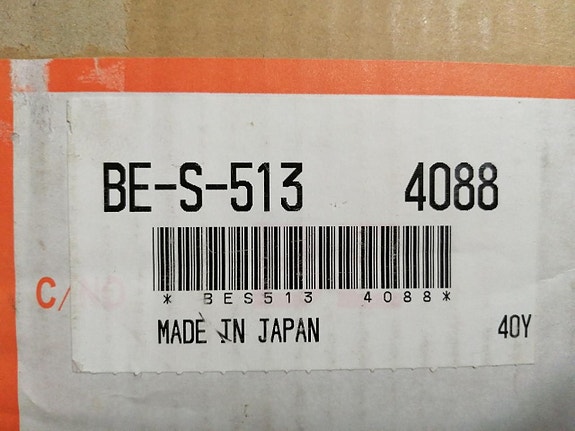 BE-S-513 4088
* BES513 4088*
MADE IN JAPAN 40Y
C/